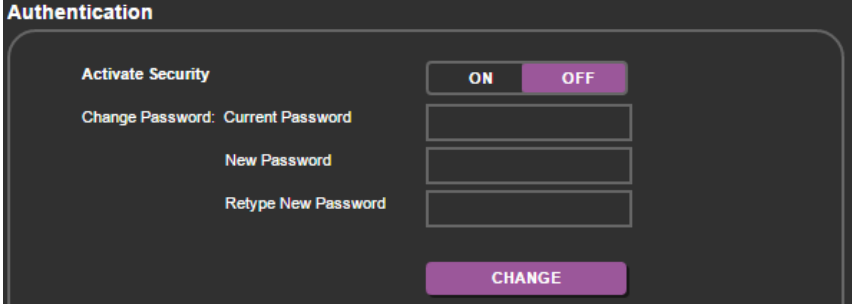 Authentication
Activate Security ON OFF
Change Password: Current Password
New Password
Retype New Password
CHANGE